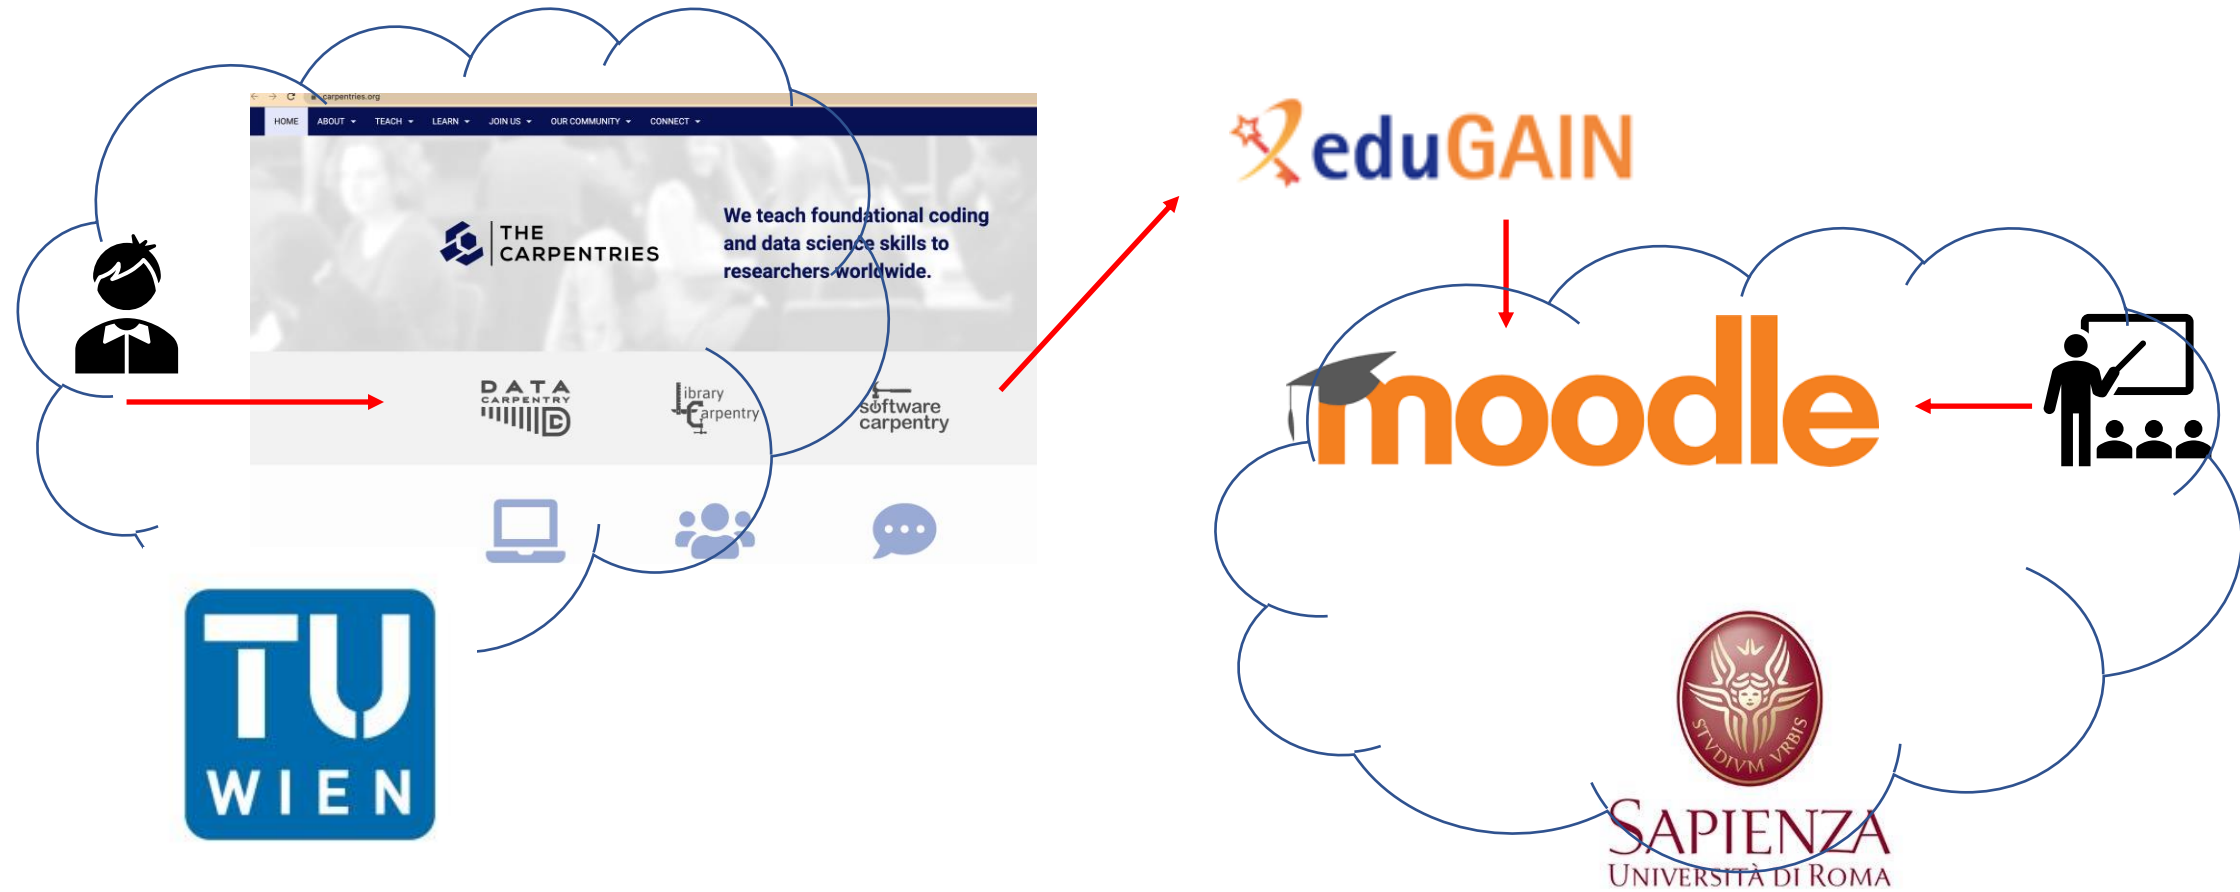 carpentries.org
HOME ABOUT TEACH LEARN JOIN US OUR COMMUNITY CONNECT
THE
CARPENTRIES
We teach foundational coding
and data science skills to
researchers worldwide.
DATA
CARPENTRY
DC
library
Carpentry
software
carpentry
TU
WIEN
eduGAIN
moodle
STVDIVM VRBIS
SAPIENZA
UNIVERSITÀ DI ROMA